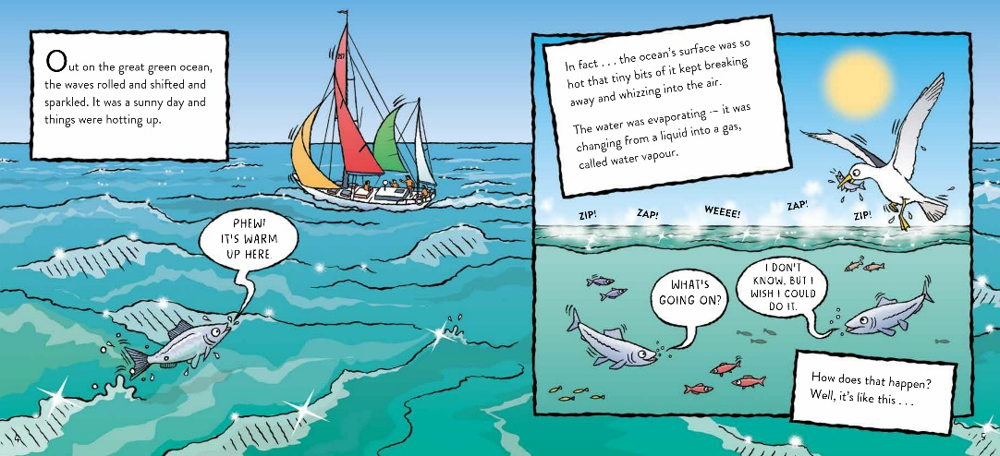 Out on the great green ocean,
the waves rolled and shifted and
sparkled. It was a sunny day and
things were hotting up.
PHEW!
IT'S WARM
UP HERE
4
In fact . . . the ocean's surface was so
hot that tiny bits of it kept breaking
away and whizzing into the air.
The water was evaporating — it was
changing from a liquid into a gas,
called water vapour.
ZIP!
ZAP!
WEEEE!
ZAP!
ZIP!
WHAT'S
GOING ON?
I DON'T
KNOW, BUT I
WISH I COULD
DO IT.
How does that happen?
Well, it's like this . . .
5